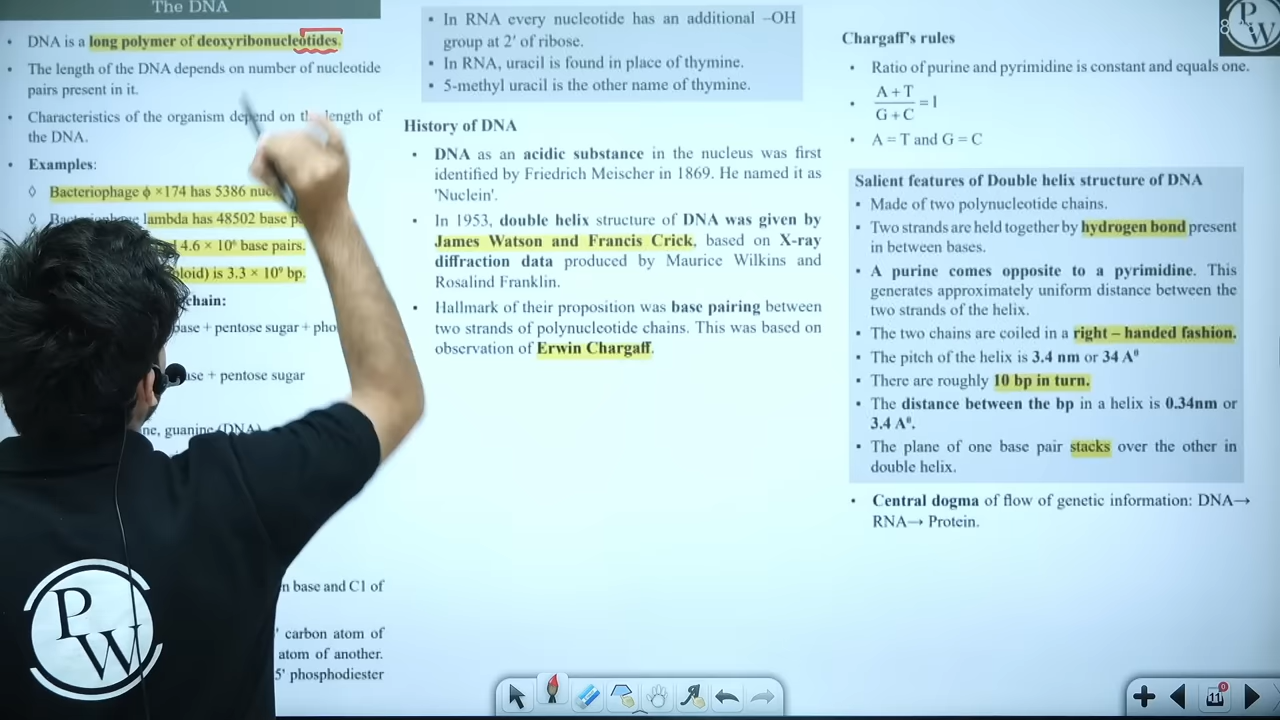 The DNA
• DNA is a long polymer of deoxyribonucleotides.
• The length of the DNA depends on number of nucleotide
pairs present in it.
• Characteristics of the organism depend on the length of
the DNA.
• Examples:
◊ Bacteriophage ϕ ×174 has 5386
◊ lambda has 48502 base
4.6 × 10⁶ base pairs.
is 3.3 × 10⁹ bp.
chain:
base + pentose sugar +
+ pentose sugar
guanine (DNA)
base and C1 of
carbon atom of
atom of another.
5' phosphodiester
▪ In RNA every nucleotide has an additional –OH
group at 2' of ribose.
▪ In RNA, uracil is found in place of thymine.
▪ 5-methyl uracil is the other name of thymine.
History of DNA
▪ DNA as an acidic substance in the nucleus was first
identified by Friedrich Meischer in 1869. He named it as
'Nuclein'.
▪ In 1953, double helix structure of DNA was given by
James Watson and Francis Crick, based on X-ray
diffraction data produced by Maurice Wilkins and
Rosalind Franklin.
▪ Hallmark of their proposition was base pairing between
two strands of polynucleotide chains. This was based on
observation of Erwin Chargaff.
Chargaff's rules
▪ Ratio of purine and pyrimidine is constant and equals one.
▪ A + T
G + C = 1
▪ A = T and G = C
Salient features of Double helix structure of DNA
▪ Made of two polynucleotide chains.
▪ Two strands are held together by hydrogen bond present
in between bases.
▪ A purine comes opposite to a pyrimidine. This
generates approximately uniform distance between the
two strands of the helix.
▪ The two chains are coiled in a right – handed fashion.
▪ The pitch of the helix is 3.4 nm or 34 A⁰
▪ There are roughly 10 bp in turn.
▪ The distance between the bp in a helix is 0.34nm or
3.4 A⁰.
▪ The plane of one base pair stacks over the other in
double helix.
▪ Central dogma of flow of genetic information: DNA→
RNA→ Protein.
PW
PW
11